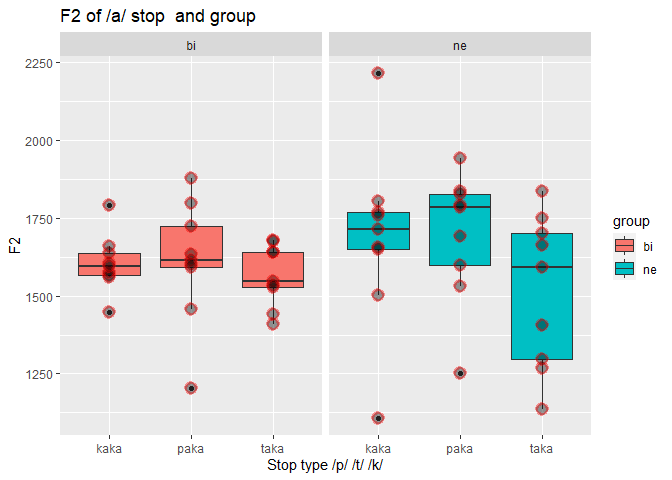 F2 of /a/ stop  and group
bi
ne
2250
2000
1750
1500
1250
F2
kaka
paka
taka
kaka
paka
taka
Stop type /p/ /t/ /k/
group
bi
ne